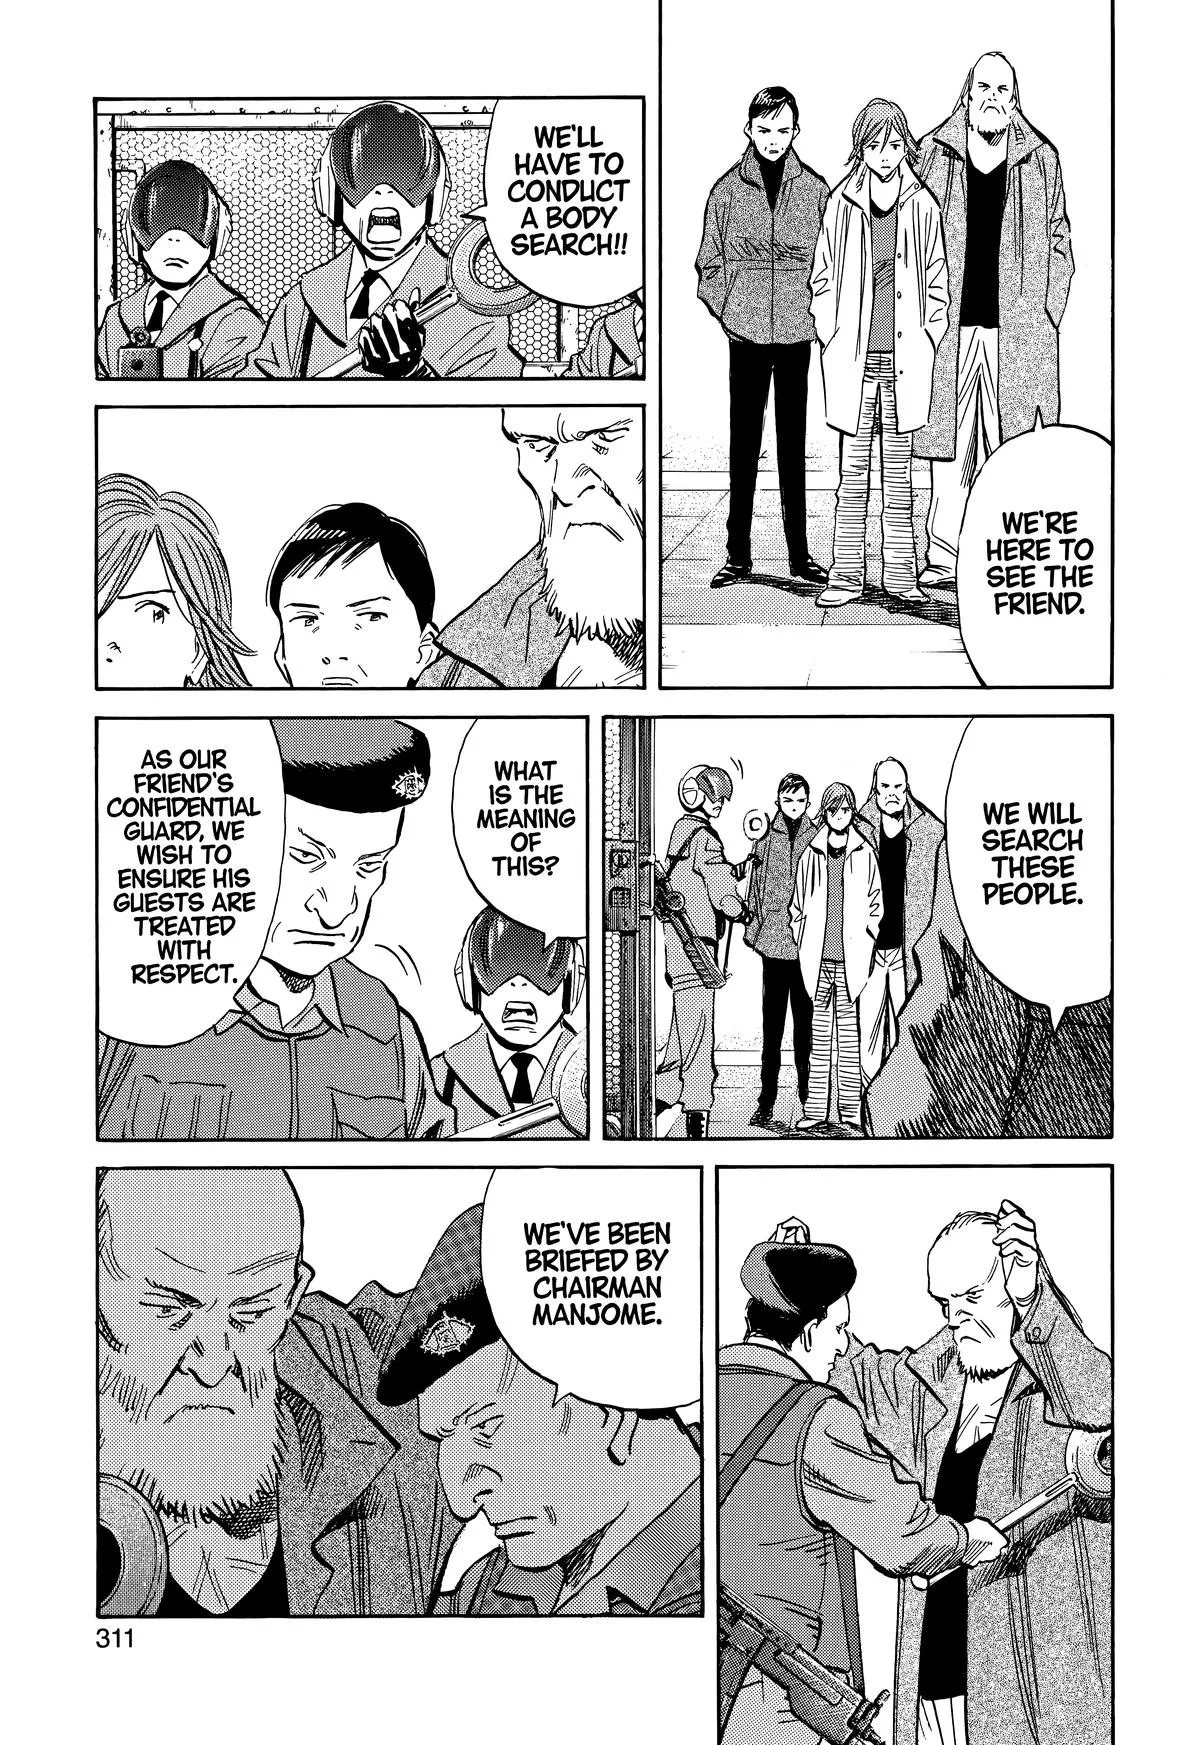 WE'RE
HERE TO
SEE THE
FRIEND.
WE'LL
HAVE TO
CONDUCT
A BODY
SEARCH!!
WE WILL
SEARCH
THESE
PEOPLE.
WHAT
IS THE
MEANING
OF
THIS?
AS OUR
FRIEND'S
CONFIDENTIAL
GUARD, WE
WISH TO
ENSURE HIS
GUESTS ARE
TREATED
WITH
RESPECT.
WE'VE BEEN
BRIEFED BY
CHAIRMAN
MANJOME.
311